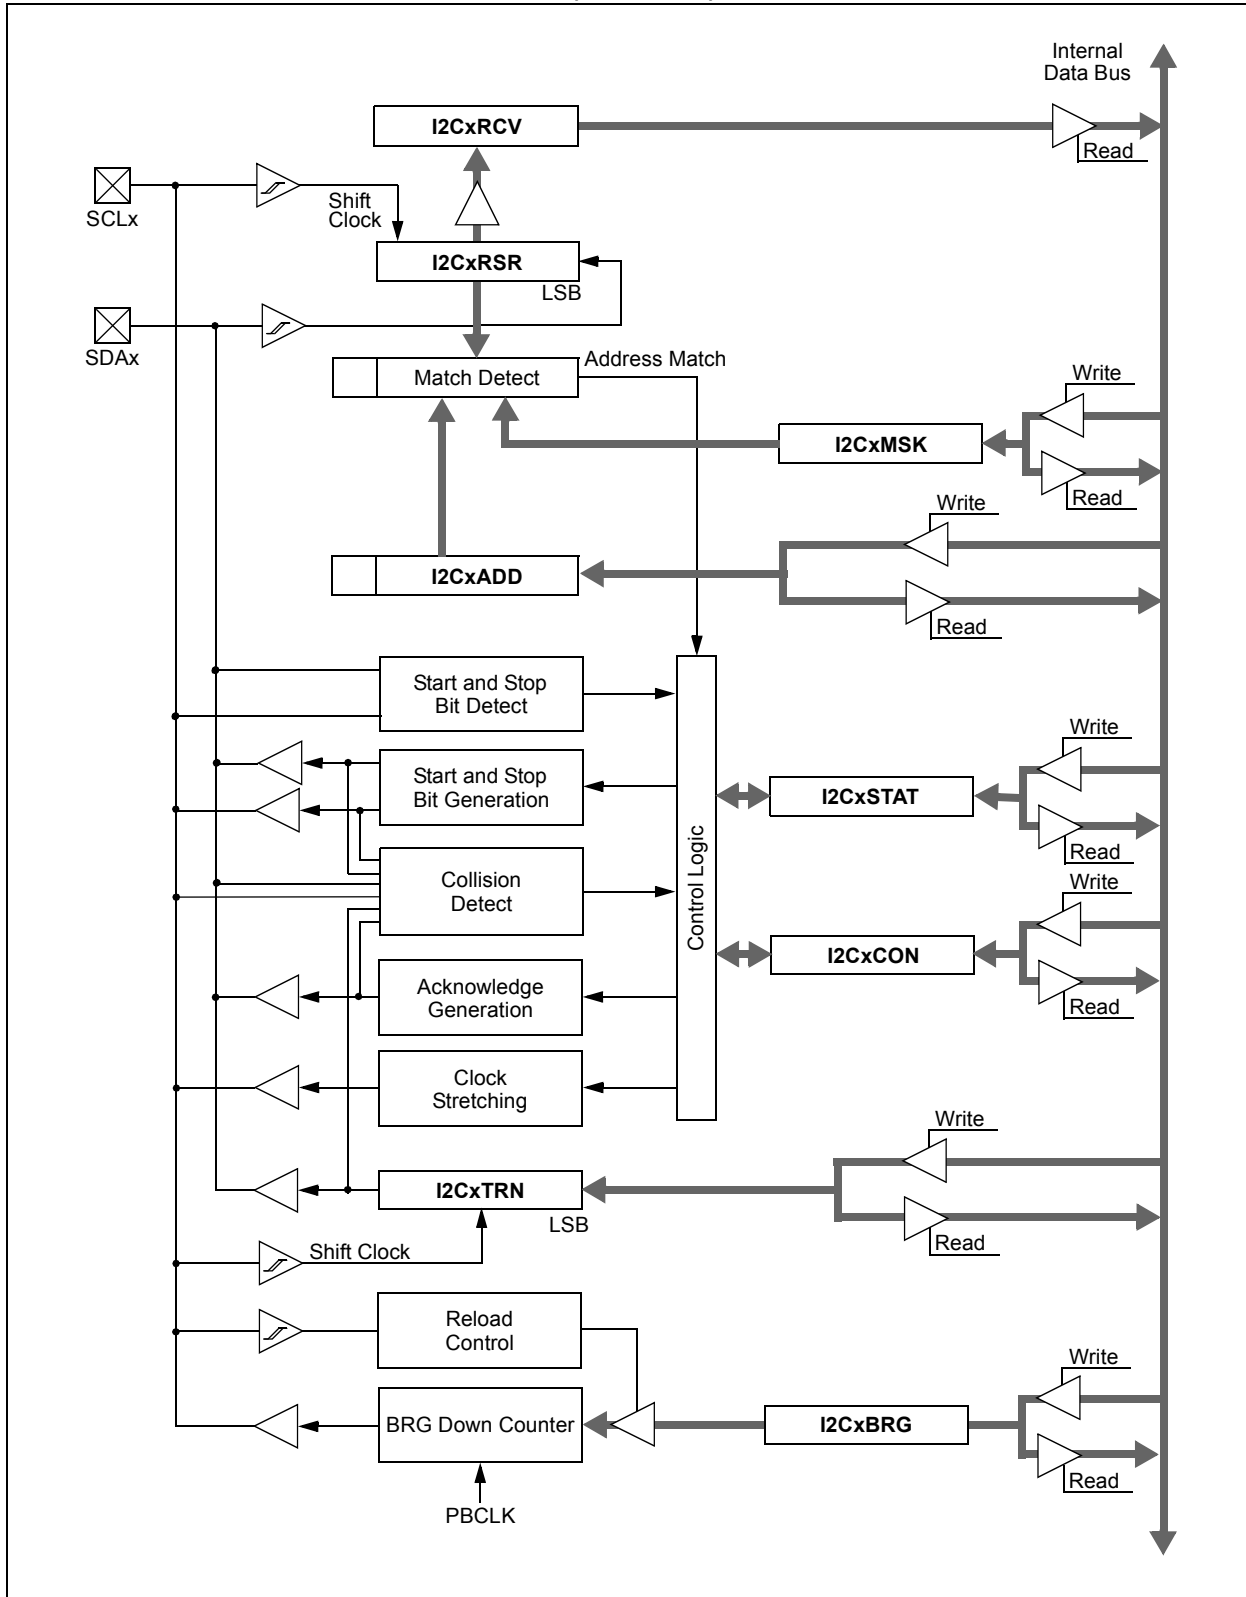 Internal
Data Bus
I2CxRCV
Read
SCLx
Shift
Clock
I2CxRSR
LSB
SDAx
Address Match
Match Detect
Write
I2CxMSK
Read
Write
I2CxADD
Read
Start and Stop
Bit Detect
Write
Start and Stop
Bit Generation
I2CxSTAT
Read
Control Logic
Collision
Detect
Write
I2CxCON
Read
Acknowledge
Generation
Clock
Stretching
Write
I2CxTRN
LSB
Read
Shift Clock
Reload
Control
Write
BRG Down Counter
I2CxBRG
Read
PBCLK